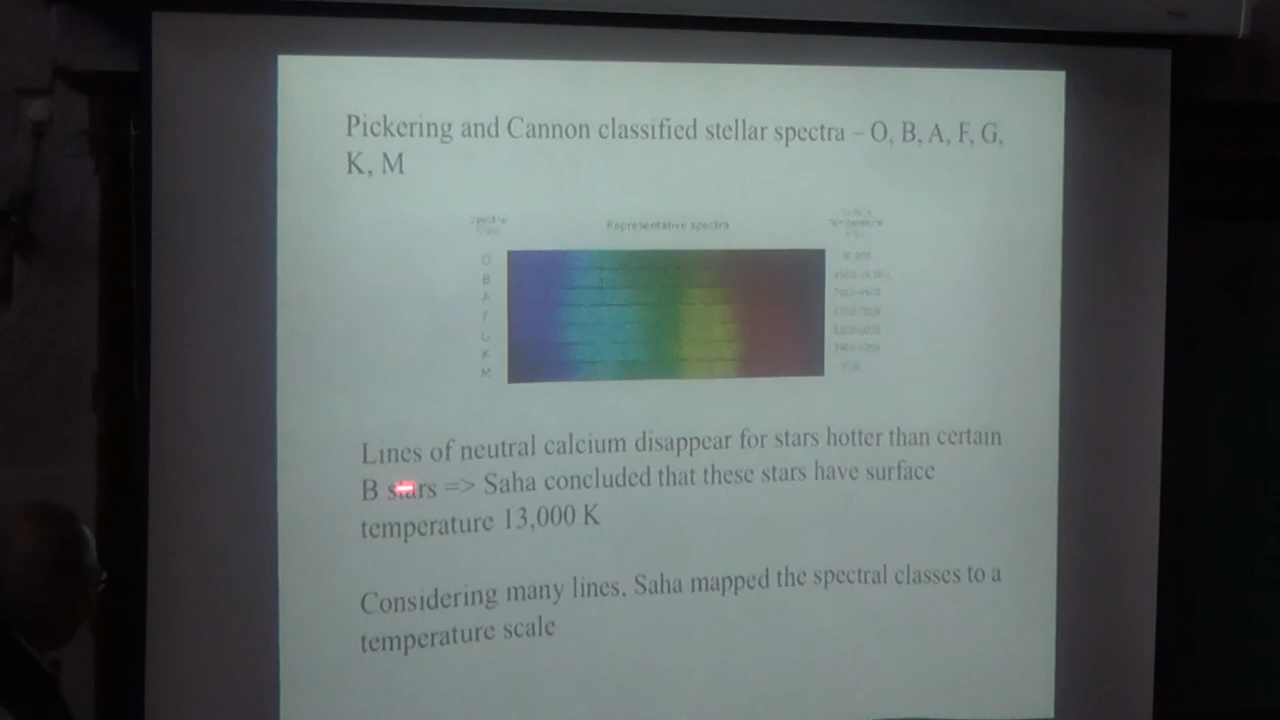 Pickering and Cannon classified stellar spectra – O, B, A, F, G,
K, M
Representative spectra
O
B
A
F
G
K
M
Lines of neutral calcium disappear for stars hotter than certain
B stars => Saha concluded that these stars have surface
temperature 13,000 K
Considering many lines, Saha mapped the spectral classes to a
temperature scale